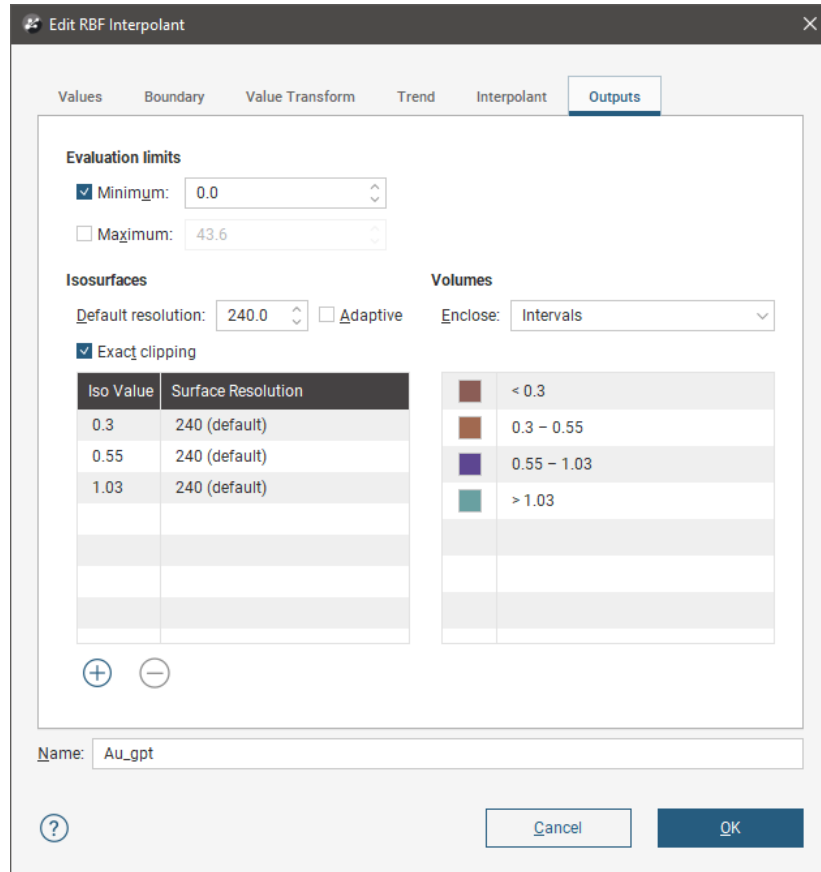 Edit RBF Interpolant
Values Boundary Value Transform Trend Interpolant Outputs
Evaluation limits
Minimum: 0.0
Maximum: 43.6
Isosurfaces
Default resolution: 240.0 Adaptive
Exact clipping
Iso Value Surface Resolution
0.3 240 (default)
0.55 240 (default)
1.03 240 (default)
Volumes
Enclose: Intervals
< 0.3
0.3 – 0.55
0.55 – 1.03
> 1.03
Name: Au_gpt
?
Cancel OK